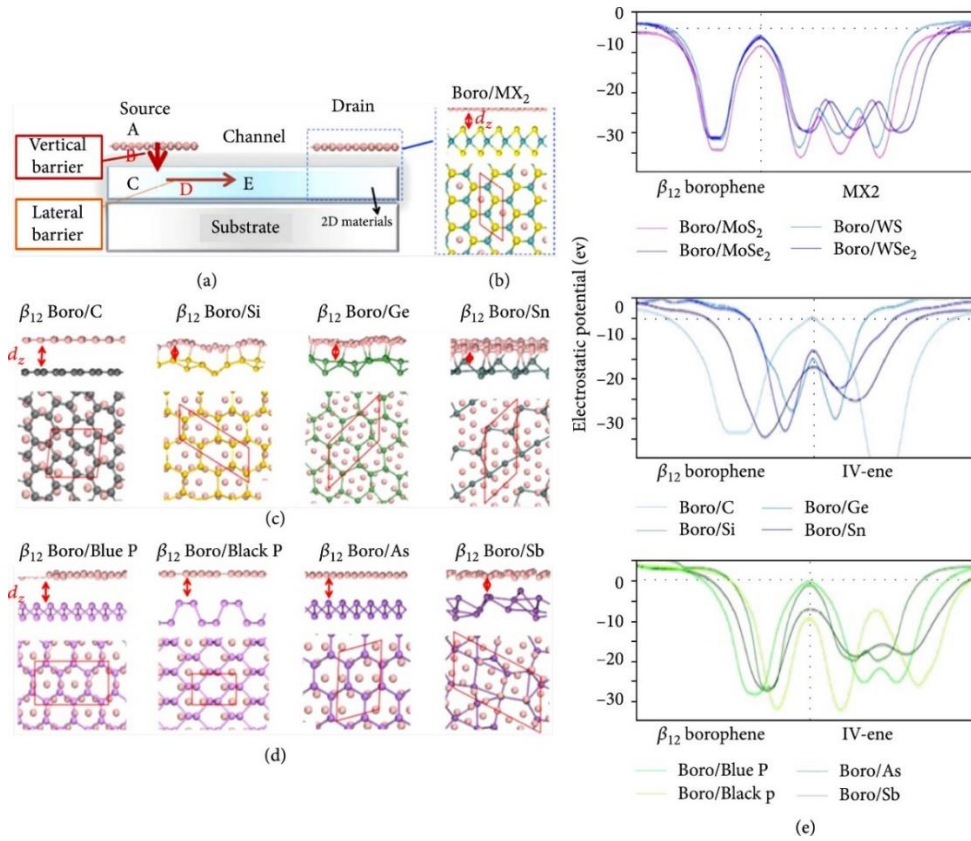 Source
A
Drain
Channel
Vertical
barrier
B
C
D
E
Lateral
barrier
2D materials
Substrate
(a)
Boro/MX₂
d_z
(b)
β₁₂ Boro/C
β₁₂ Boro/Si
β₁₂ Boro/Ge
β₁₂ Boro/Sn
d_z
(c)
β₁₂ Boro/Blue P
β₁₂ Boro/Black P
β₁₂ Boro/As
β₁₂ Boro/Sb
d_z
(d)
Electrostatic potential (ev)
0
−10
−20
−30
β₁₂ borophene
MX2
Boro/MoS₂
Boro/WS
Boro/MoSe₂
Boro/WSe₂
0
−10
−20
−30
β₁₂ borophene
IV-ene
Boro/C
Boro/Ge
Boro/Si
Boro/Sn
0
−10
−20
−30
β₁₂ borophene
IV-ene
Boro/Blue P
Boro/As
Boro/Black p
Boro/Sb
(e)